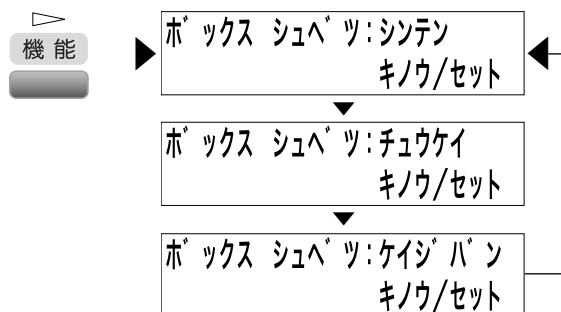 機能
ボックス シュベツ:シンテン
キノウ/セット
ボックス シュベツ:チュウケイ
キノウ/セット
ボックス シュベツ:ケイジバン
キノウ/セット